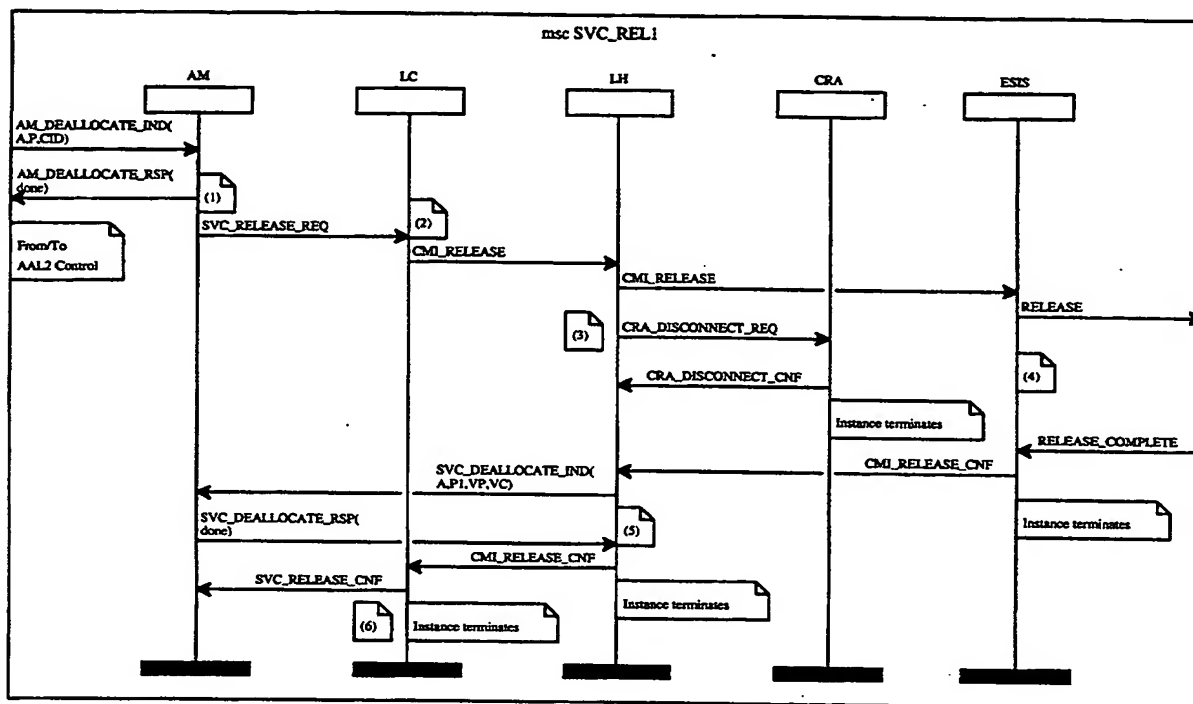 msc SVC_REL1
AM
LC
LH
CRA
ESIS
AM_DEALLOCATE_IND(
A,P,CID)
AM_DEALLOCATE_RSP(
done)
(1)
(2)
SVC_RELEASE_REQ
From/To
AAL2 Control
CMI_RELEASE
CMI_RELEASE
RELEASE
(3)
CRA_DISCONNECT_REQ
CRA_DISCONNECT_CNF
(4)
Instance terminates
RELEASE_COMPLETE
CMI_RELEASE_CNF
SVC_DEALLOCATE_IND(
A,P1,VP,VC)
SVC_DEALLOCATE_RSP(
done)
(5)
Instance terminates
CMI_RELEASE_CNF
SVC_RELEASE_CNF
Instance terminates
(6)
Instance terminates